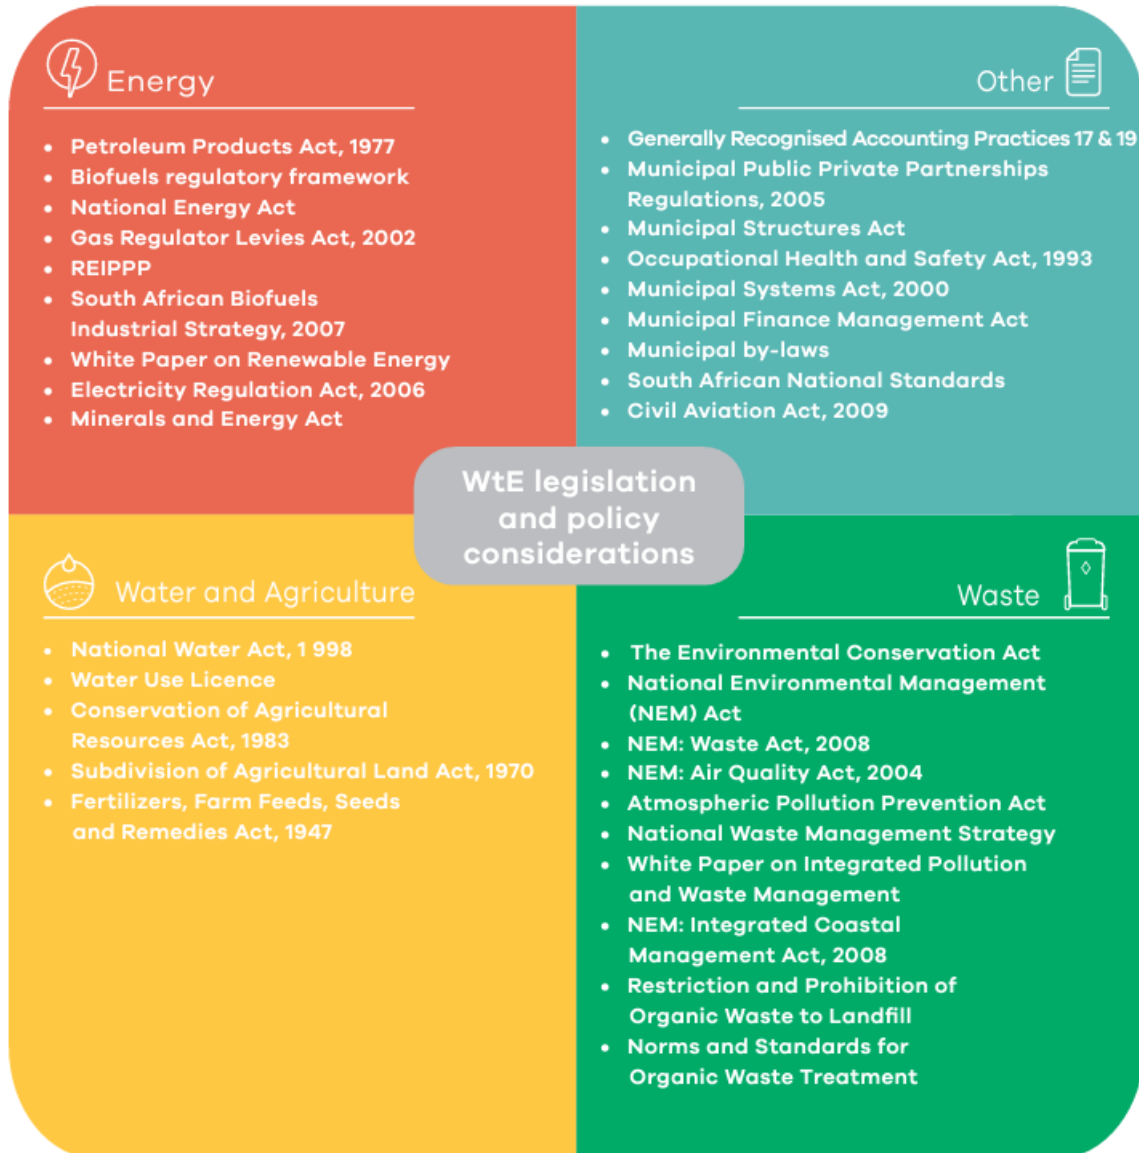 Energy
• Petroleum Products Act, 1977
• Biofuels regulatory framework
• National Energy Act
• Gas Regulator Levies Act, 2002
• REIPPP
• South African Biofuels
Industrial Strategy, 2007
• White Paper on Renewable Energy
• Electricity Regulation Act, 2006
• Minerals and Energy Act
Other
• Generally Recognised Accounting Practices 17 & 19
• Municipal Public Private Partnerships
Regulations, 2005
• Municipal Structures Act
• Occupational Health and Safety Act, 1993
• Municipal Systems Act, 2000
• Municipal Finance Management Act
• Municipal by-laws
• South African National Standards
• Civil Aviation Act, 2009
WtE legislation
and policy
considerations
Water and Agriculture
• National Water Act, 1 998
• Water Use Licence
• Conservation of Agricultural
Resources Act, 1983
• Subdivision of Agricultural Land Act, 1970
• Fertilizers, Farm Feeds, Seeds
and Remedies Act, 1947
Waste
• The Environmental Conservation Act
• National Environmental Management
(NEM) Act
• NEM: Waste Act, 2008
• NEM: Air Quality Act, 2004
• Atmospheric Pollution Prevention Act
• National Waste Management Strategy
• White Paper on Integrated Pollution
and Waste Management
• NEM: Integrated Coastal
Management Act, 2008
• Restriction and Prohibition of
Organic Waste to Landfill
• Norms and Standards for
Organic Waste Treatment